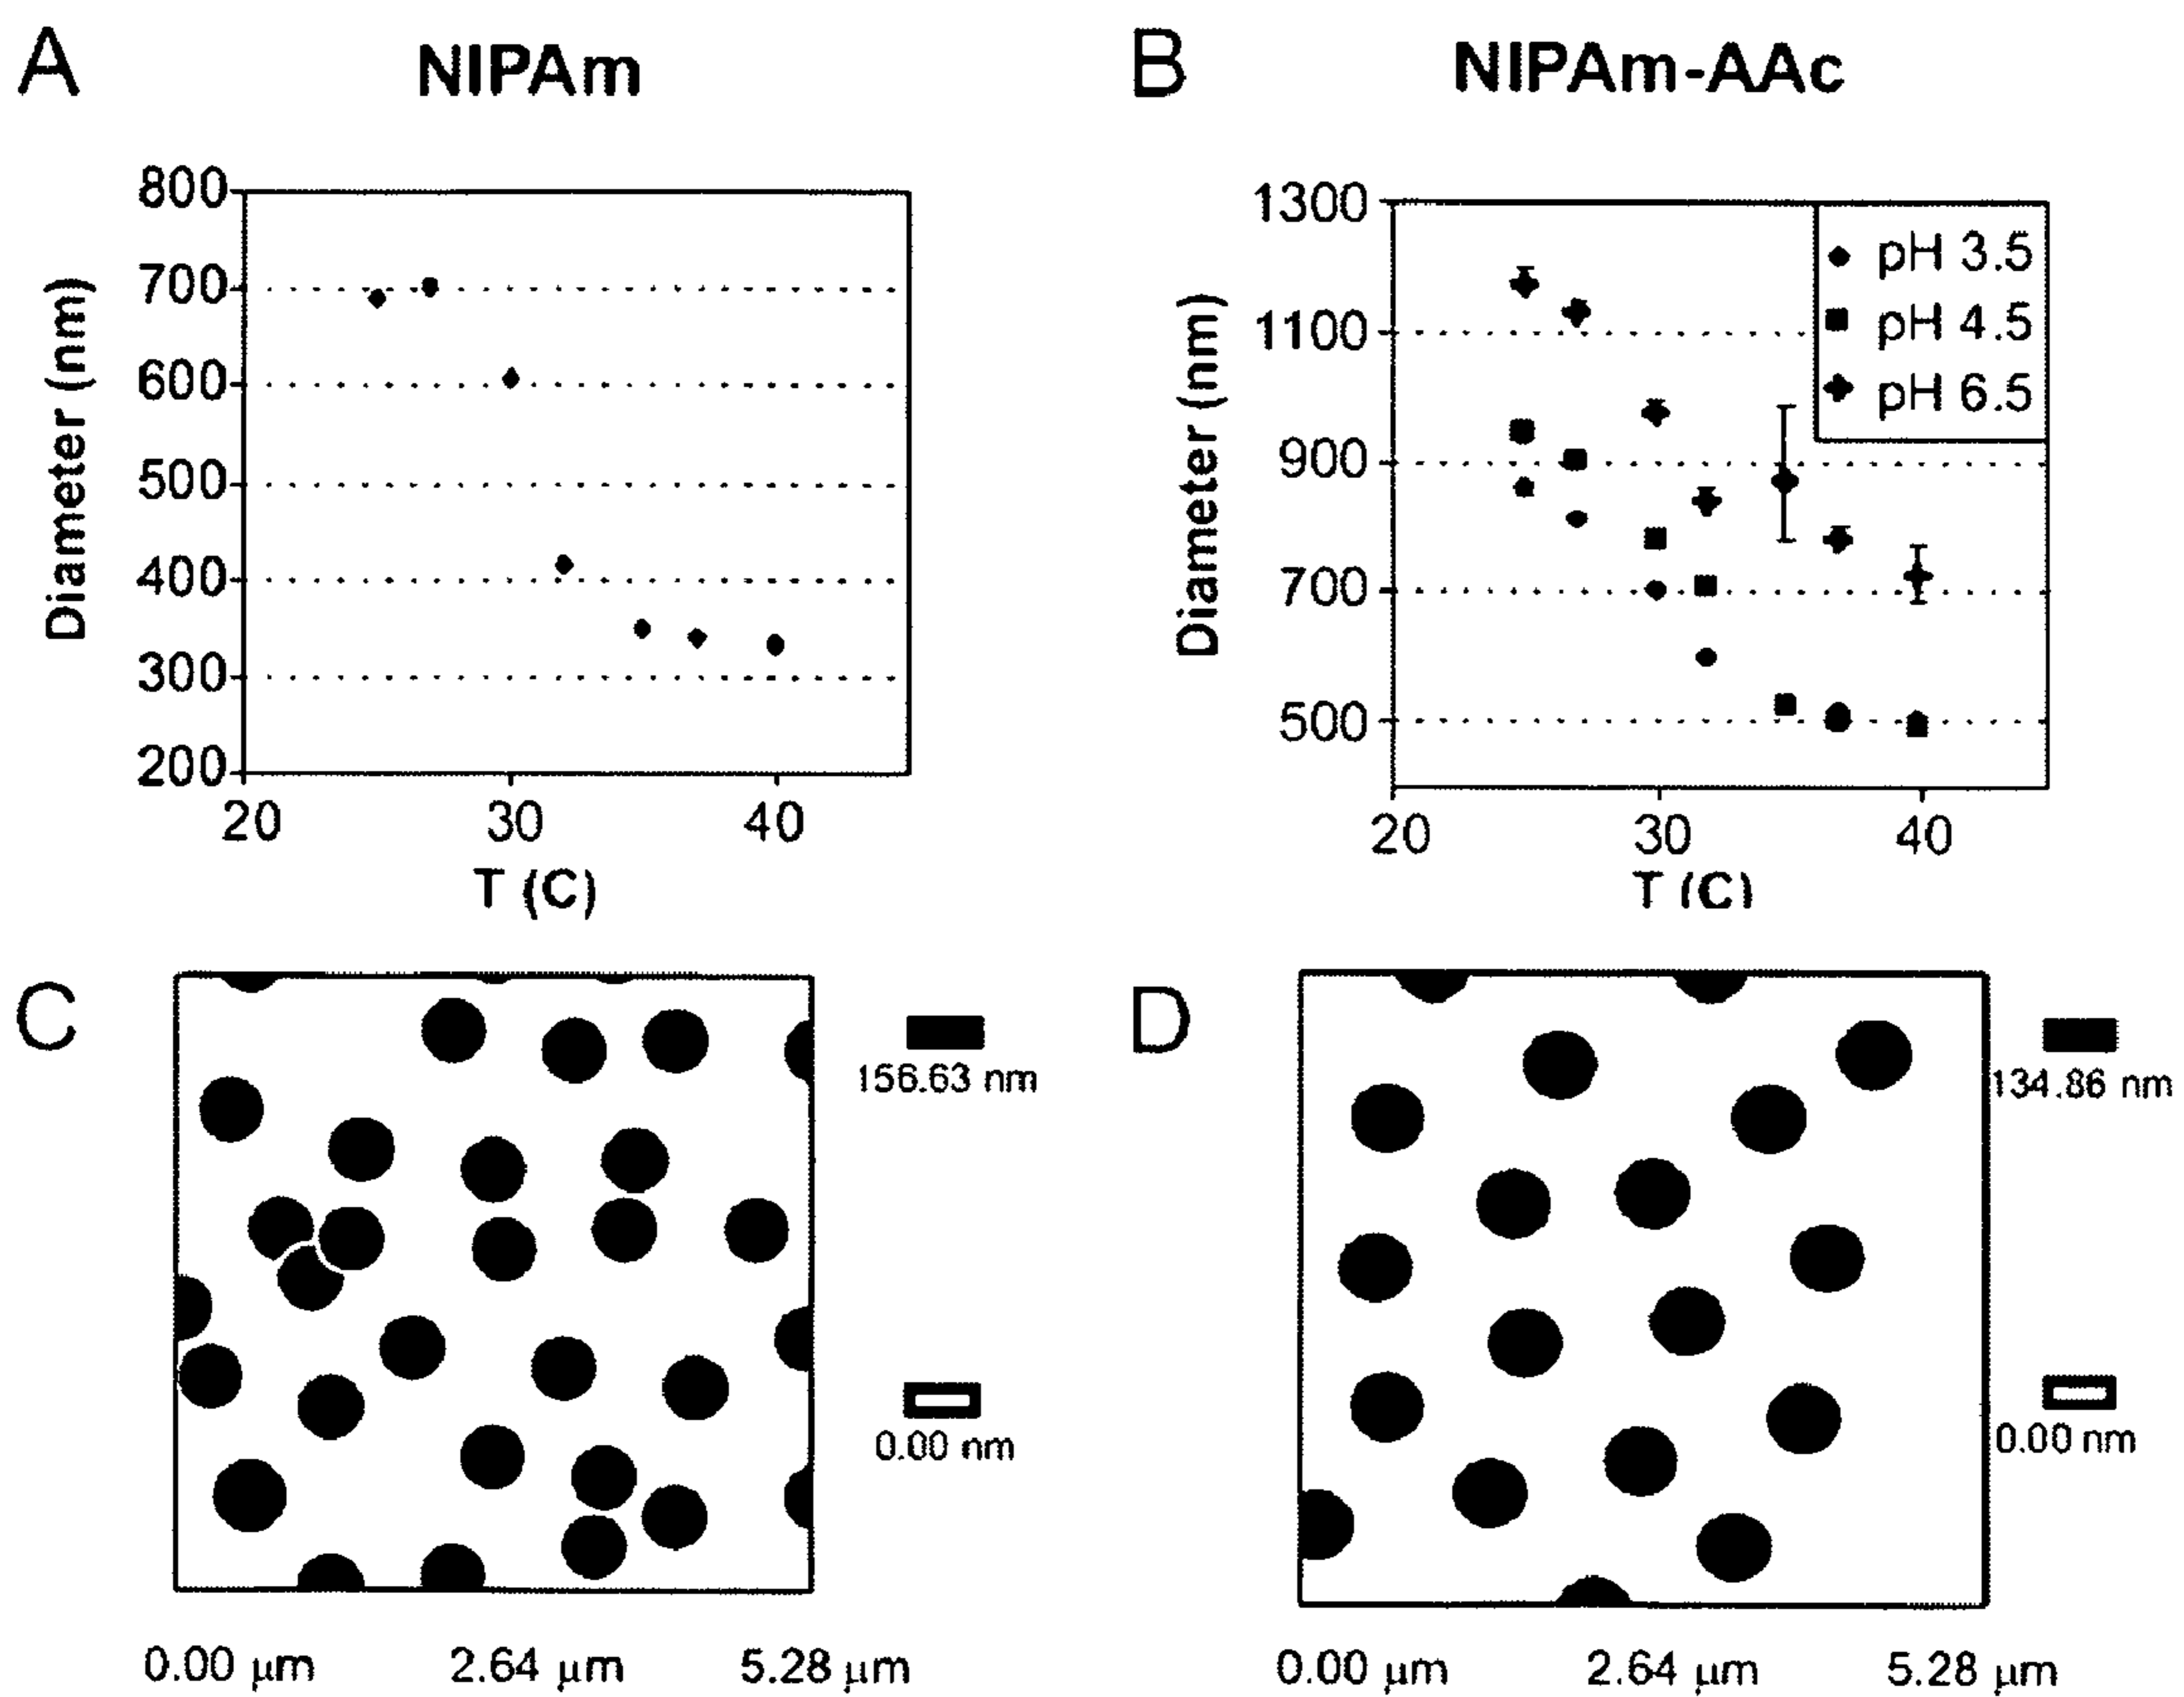 A
NIPAm
800
700
600
500
400
300
200
20 30 40
Diameter (nm)
T (C)
B
NIPAm-AAc
1300
1100
900
700
500
20 30 40
Diameter (nm)
T (C)
pH 3.5
pH 4.5
pH 6.5
C
156.63 nm
0.00 nm
0.00 μm 2.64 μm 5.28 μm
D
134.86 nm
0.00 nm
0.00 μm 2.64 μm 5.28 μm